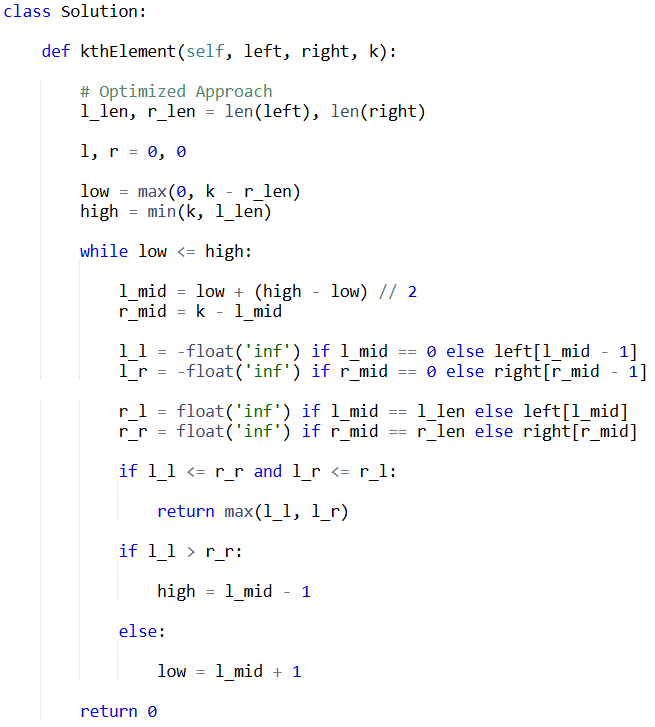 class Solution:
    def kthElement(self, left, right, k):
        # Optimized Approach
        l_len, r_len = len(left), len(right)
        l, r = 0, 0
        low = max(0, k - r_len)
        high = min(k, l_len)
        while low <= high:
            l_mid = low + (high - low) // 2
            r_mid = k - l_mid
            l_l = -float('inf') if l_mid == 0 else left[l_mid - 1]
            l_r = -float('inf') if r_mid == 0 else right[r_mid - 1]
            r_l = float('inf') if l_mid == l_len else left[l_mid]
            r_r = float('inf') if r_mid == r_len else right[r_mid]
            if l_l <= r_r and l_r <= r_l:
                return max(l_l, l_r)
            if l_l > r_r:
                high = l_mid - 1
            else:
                low = l_mid + 1
        return 0